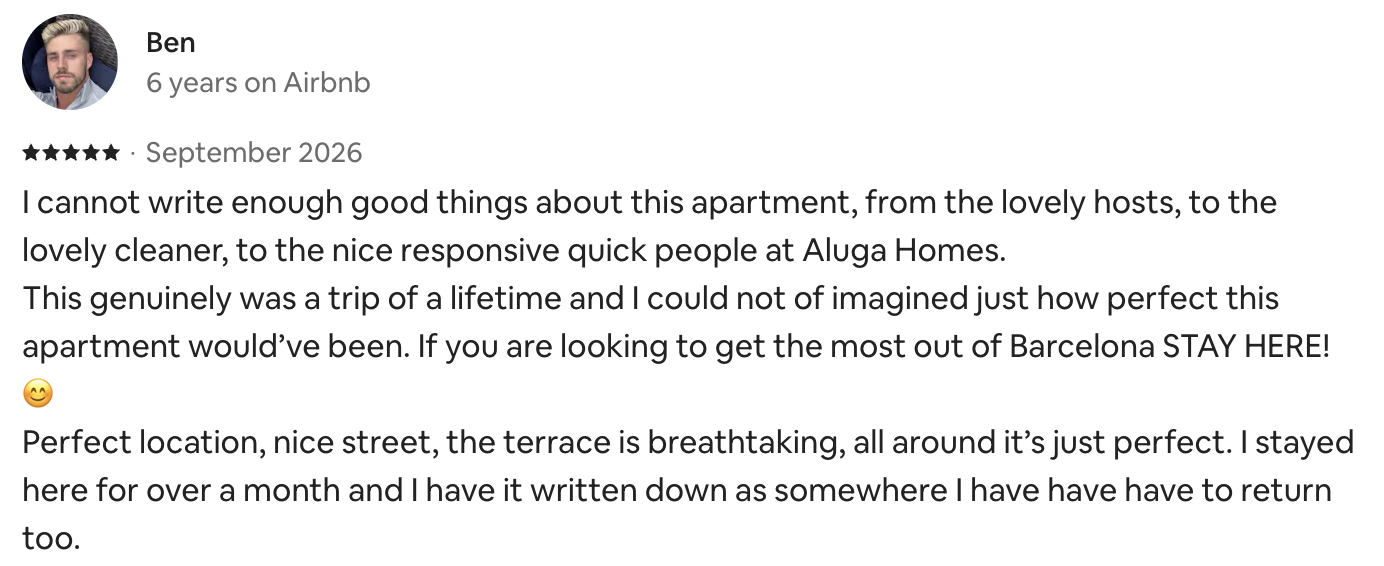 Ben
6 years on Airbnb
★★★★★ · September 2026
I cannot write enough good things about this apartment, from the lovely hosts, to the
lovely cleaner, to the nice responsive quick people at Aluga Homes.
This genuinely was a trip of a lifetime and I could not of imagined just how perfect this
apartment would’ve been. If you are looking to get the most out of Barcelona STAY HERE!
😊
Perfect location, nice street, the terrace is breathtaking, all around it’s just perfect. I stayed
here for over a month and I have it written down as somewhere I have have have to return
too.